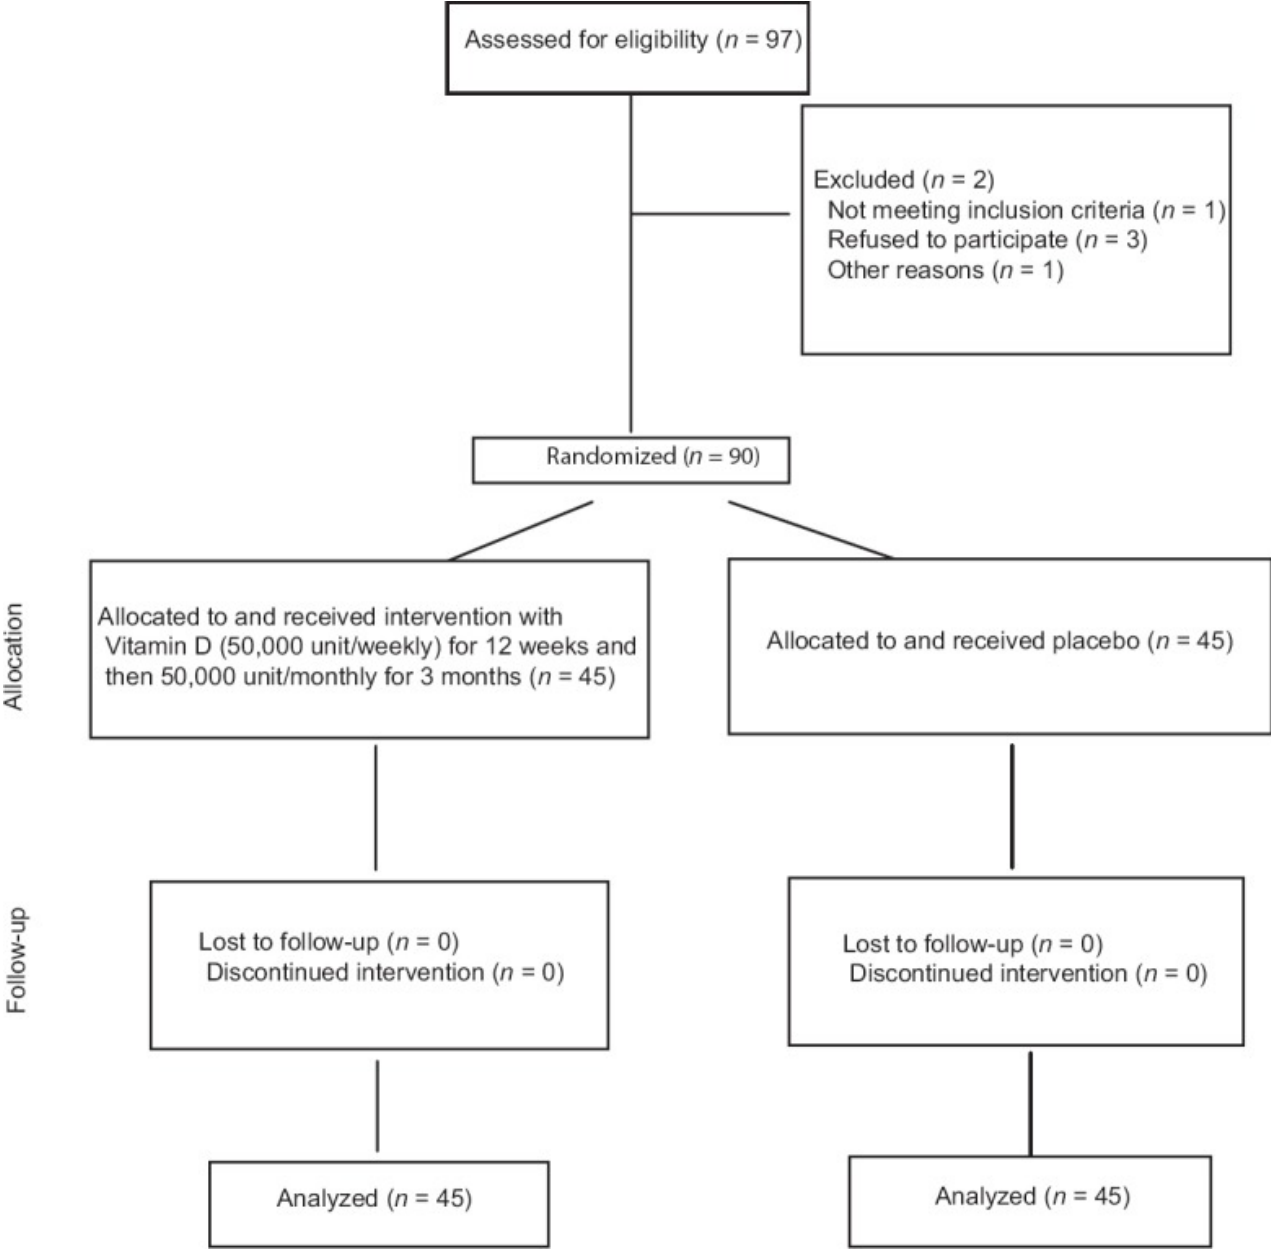 Assessed for eligibility (n = 97)
Excluded (n = 2)
Not meeting inclusion criteria (n = 1)
Refused to participate (n = 3)
Other reasons (n = 1)
Randomized (n = 90)
Allocation
Allocated to and received intervention with
Vitamin D (50,000 unit/weekly) for 12 weeks and
then 50,000 unit/monthly for 3 months (n = 45)
Allocated to and received placebo (n = 45)
Follow-up
Lost to follow-up (n = 0)
Discontinued intervention (n = 0)
Lost to follow-up (n = 0)
Discontinued intervention (n = 0)
Analyzed (n = 45)
Analyzed (n = 45)